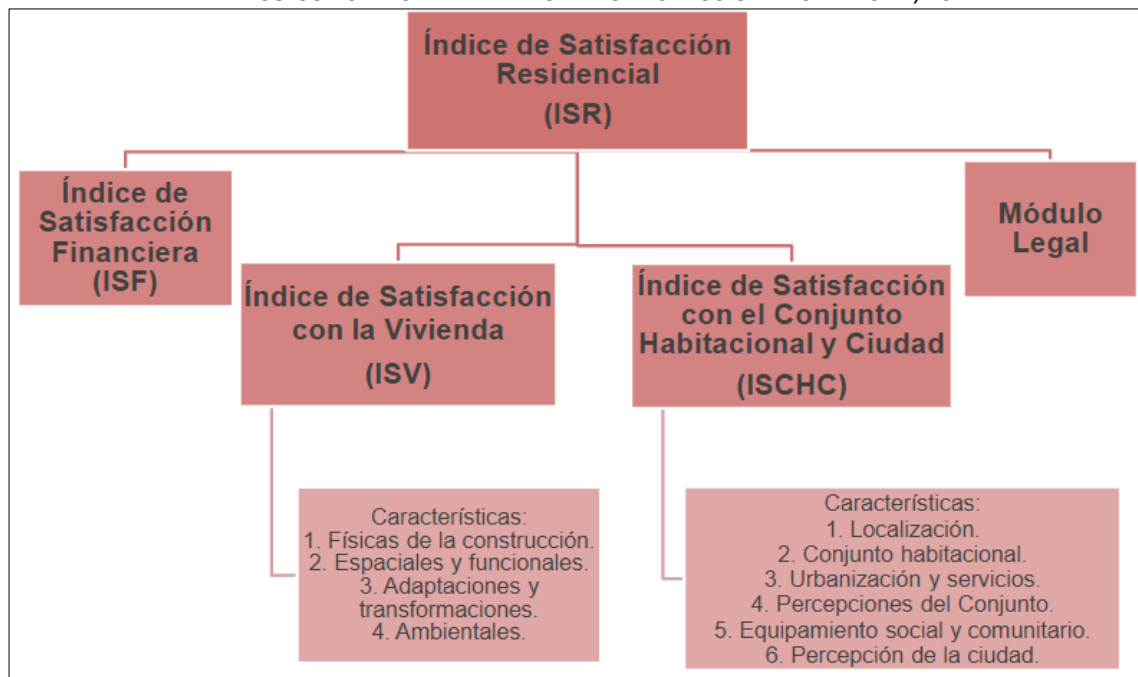 Índice de Satisfacción
Residencial
(ISR)
Índice de
Satisfacción
Financiera
(ISF)
Índice de Satisfacción
con la Vivienda
(ISV)
Índice de Satisfacción
con el Conjunto
Habitacional y Ciudad
(ISCHC)
Módulo
Legal
Características:
1. Físicas de la construcción.
2. Espaciales y funcionales.
3. Adaptaciones y
transformaciones.
4. Ambientales.
Características:
1. Localización.
2. Conjunto habitacional.
3. Urbanización y servicios.
4. Percepciones del Conjunto.
5. Equipamiento social y comunitario.
6. Percepción de la ciudad.